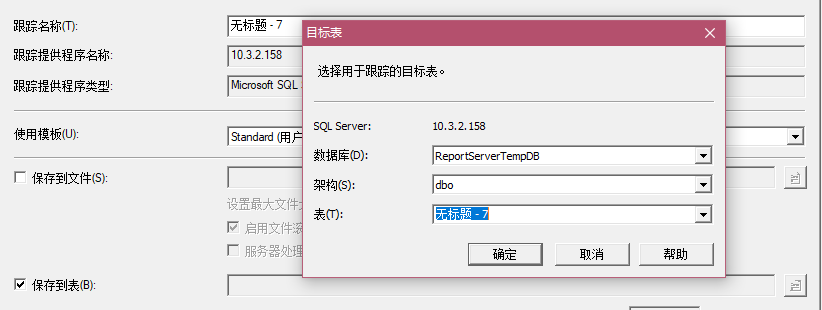 跟踪名称(T):
无标题 - 7
跟踪提供程序名称:
10.3.2.158
跟踪提供程序类型:
Microsoft SQL
使用模板(U):
Standard (用户
保存到文件(S):
设置最大文件
启用文件滚
服务器处理
保存到表(B):
目标表
选择用于跟踪的目标表。
SQL Server:
10.3.2.158
数据库(D):
ReportServerTempDB
架构(S):
dbo
表(T):
无标题 - 7
确定
取消
帮助